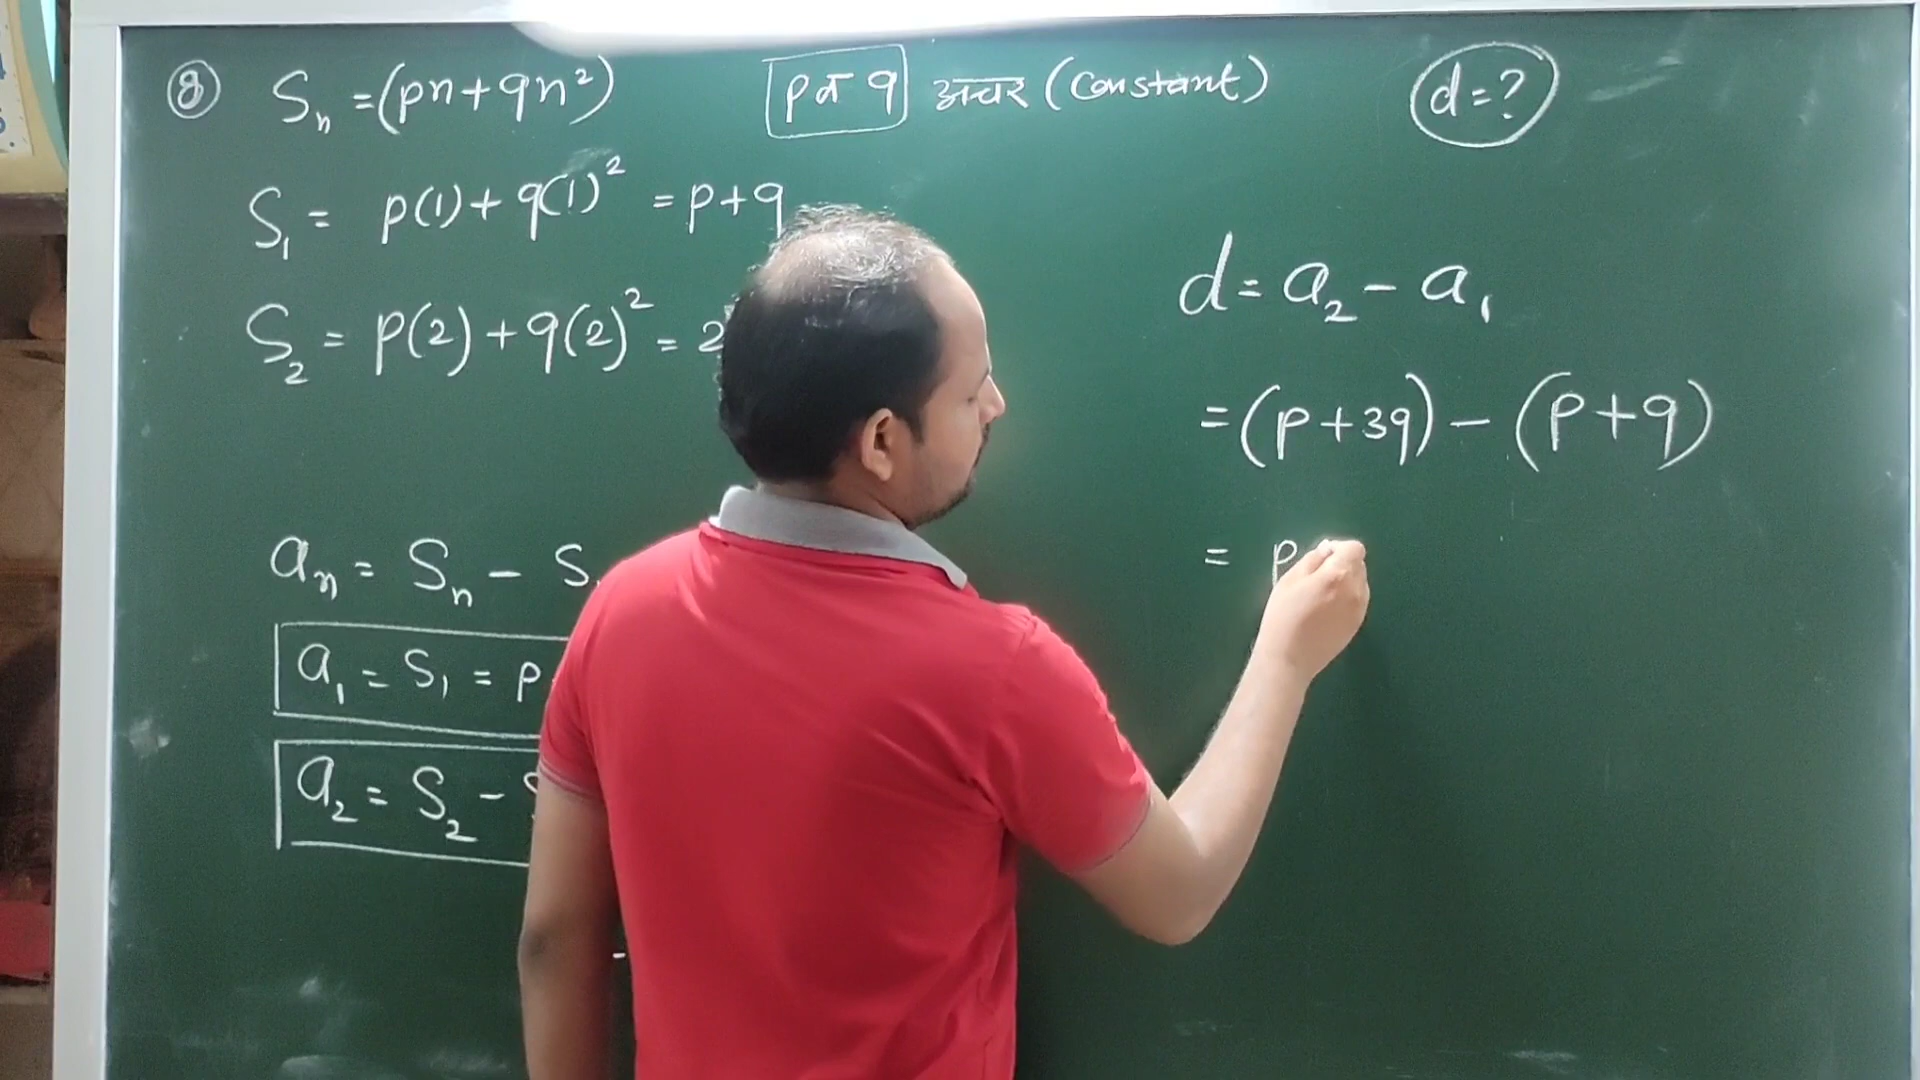 ⑧ Sₙ = (pn + qn²) p व q अचर (Constant) d = ?
S₁ = p(1) + q(1)² = p + q
S₂ = p(2) + q(2)² = 2
aₙ = Sₙ - S
a₁ = S₁ = p
a₂ = S₂ -
d = a₂ - a₁
= (p + 3q) - (p + q)
= p